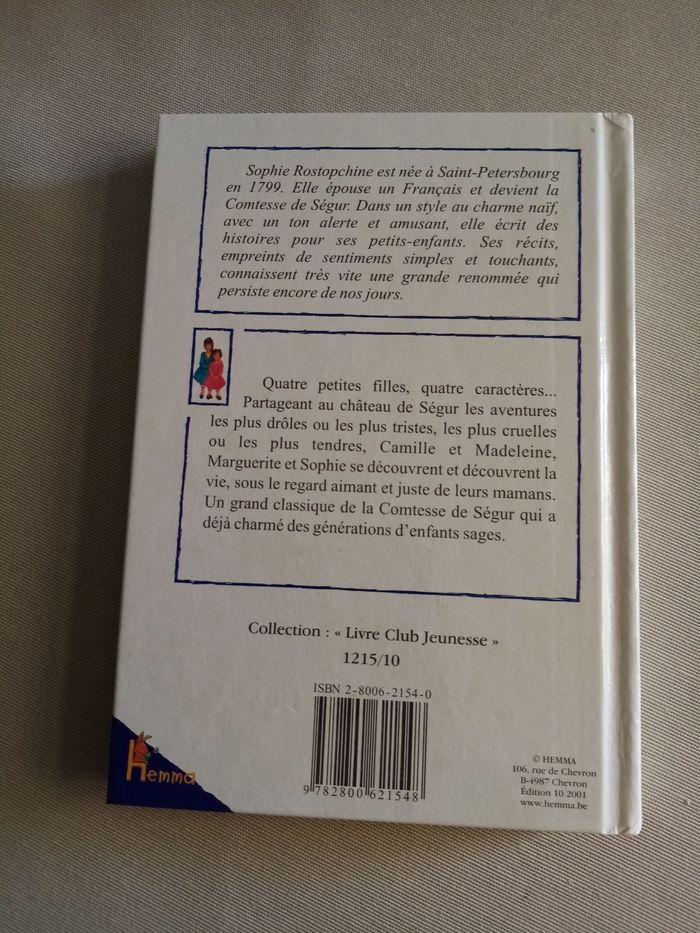 Sophie Rostopchine est née à Saint-Petersbourg
en 1799. Elle épouse un Français et devient la
Comtesse de Ségur. Dans un style au charme naïf,
avec un ton alerte et amusant, elle écrit des
histoires pour ses petits-enfants. Ses récits,
empreints de sentiments simples et touchants,
connaissent très vite une grande renommée qui
persiste encore de nos jours.
Quatre petites filles, quatre caractères...
Partageant au château de Ségur les aventures
les plus drôles ou les plus tristes, les plus cruelles
ou les plus tendres, Camille et Madeleine,
Marguerite et Sophie se découvrent et découvrent la
vie, sous le regard aimant et juste de leurs mamans.
Un grand classique de la Comtesse de Ségur qui a
déjà charmé des générations d'enfants sages.
Collection : « Livre Club Jeunesse »
1215/10
ISBN 2-8006-2154-0
9 782800 621548
Hemma
© HEMMA
106, rue de Chevron
B-4987 Chevron
Édition 10.2001
www.hemma.be